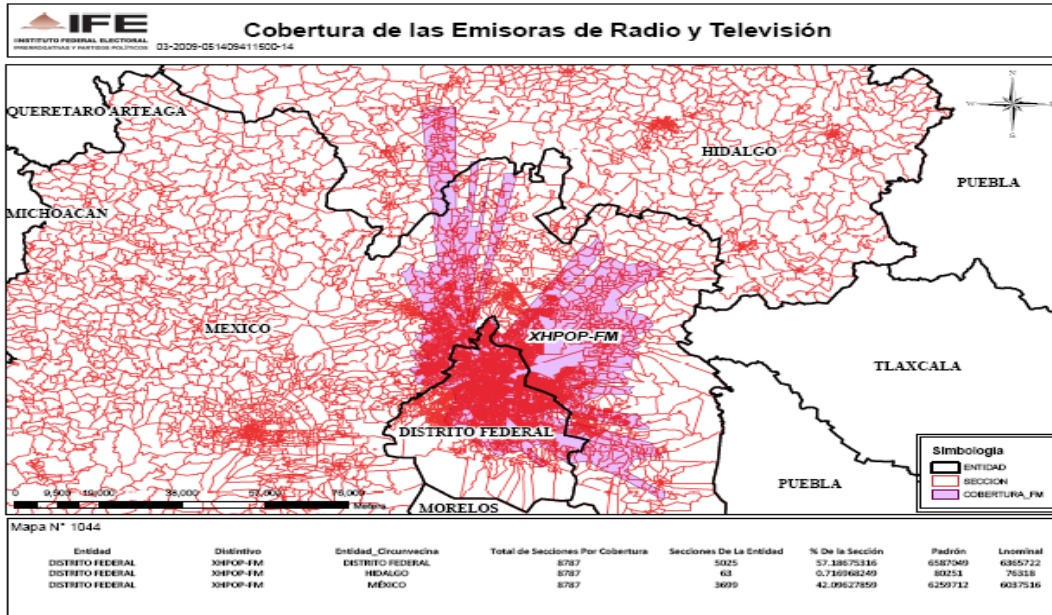 IFE
INSTITUTO FEDERAL ELECTORAL
PRERROGATIVAS Y PARTIDOS POLÍTICOS
03-2009-051409411500-14
Cobertura de las Emisoras de Radio y Televisión
QUERETARO ARTEAGA
HIDALGO
PUEBLA
MICHOACAN
MEXICO
XHPOP-FM
TLAXCALA
DISTRITO FEDERAL
PUEBLA
MORELOS
N
W
E
S
0 9,500 19,000 38,000 57,000 76,000
Meters
Simbologia
ENTIDAD
SECCION
COBERTURA_FM
Mapa N° 1044
Entidad Distintivo Entidad_Circunvecina Total de Secciones Por Cobertura Secciones De La Entidad % De la Sección Padrón Lnominal
DISTRITO FEDERAL XHPOP-FM DISTRITO FEDERAL 8787 5025 57.18675316 6587049 6365722
DISTRITO FEDERAL XHPOP-FM HIDALGO 8787 63 0.716968249 80251 76318
DISTRITO FEDERAL XHPOP-FM MÉXICO 8787 3699 42.09627859 6259712 6037516